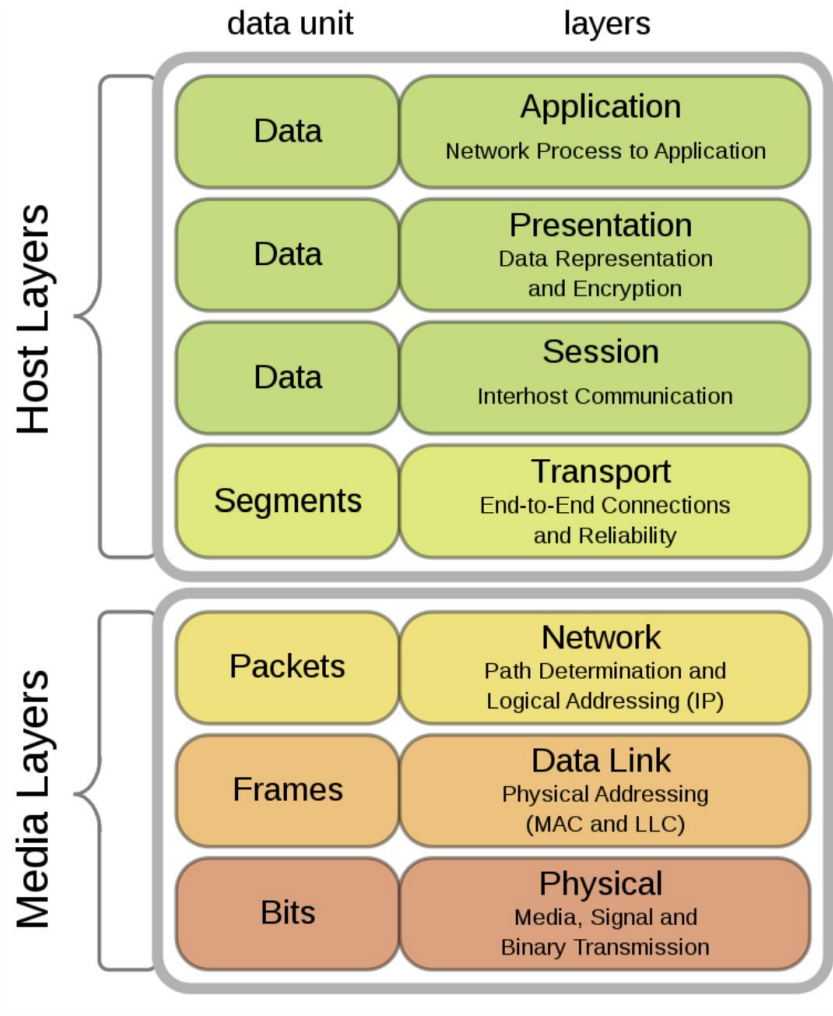 data unit layers
Host Layers
Data
Application
Network Process to Application
Data
Presentation
Data Representation
and Encryption
Data
Session
Interhost Communication
Segments
Transport
End-to-End Connections
and Reliability
Media Layers
Packets
Network
Path Determination and
Logical Addressing (IP)
Frames
Data Link
Physical Addressing
(MAC and LLC)
Bits
Physical
Media, Signal and
Binary Transmission